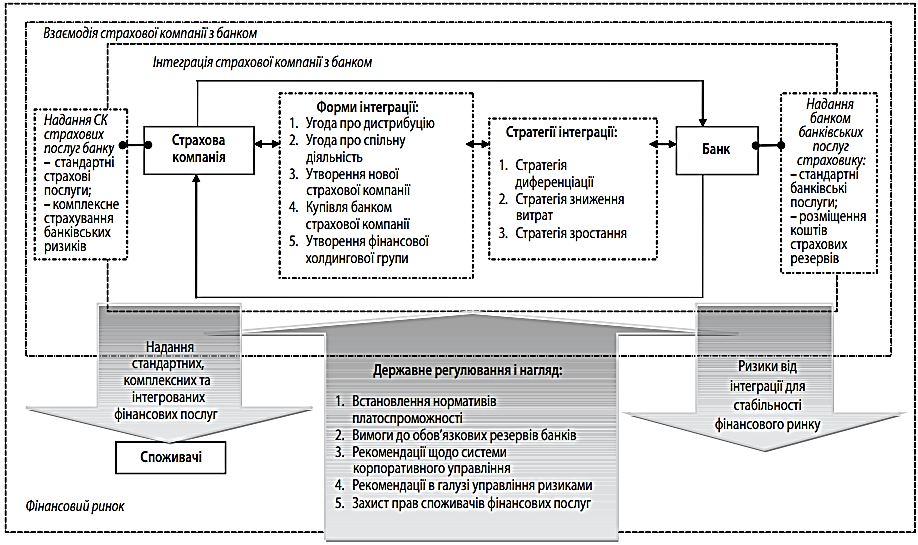 Взаємодія страхової компанії з банком
Інтеграція страхової компанії з банком
Надання СК
страхових
послуг банку
– стандартні
страхові
послуги;
– комплексне
страхування
банківських
ризиків
Страхова
компанія
Форми інтеграції:
1. Угода про дистрибуцію
2. Угода про спільну
діяльність
3. Утворення нової
страхової компанії
4. Купівля банком
страхової компанії
5. Утворення фінансової
холдингової групи
Стратегії інтеграції:
1. Стратегія
диференціації
2. Стратегія зниження
витрат
3. Стратегія зростання
Банк
Надання
банком
банківських
послуг
страховику:
– стандартні
банківські
послуги;
– розміщення
коштів
страхових
резервів
Надання
стандартних,
комплексних та
інтегрованих
фінансових послуг
Споживачі
Державне регулювання і нагляд:
1. Встановлення нормативів
платоспроможності
2. Вимоги до обов’язкових резервів банків
3. Рекомендації щодо системи
корпоративного управління
4. Рекомендації в галузі управління ризиками
5. Захист прав споживачів фінансових послуг
Ризики від
інтеграції для
стабільності
фінансового ринку
Фінансовий ринок